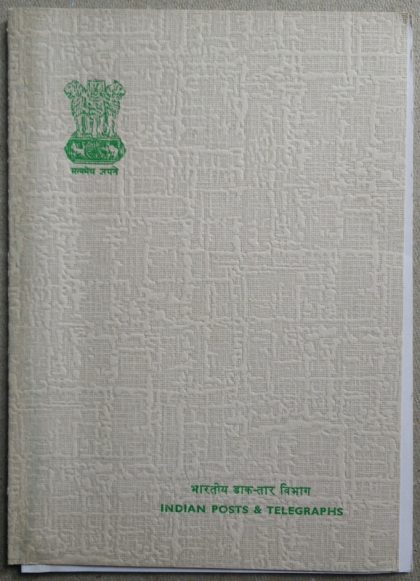 सत्यमेव जयते
भारतीय डाक-तार विभाग
INDIAN POSTS & TELEGRAPHS